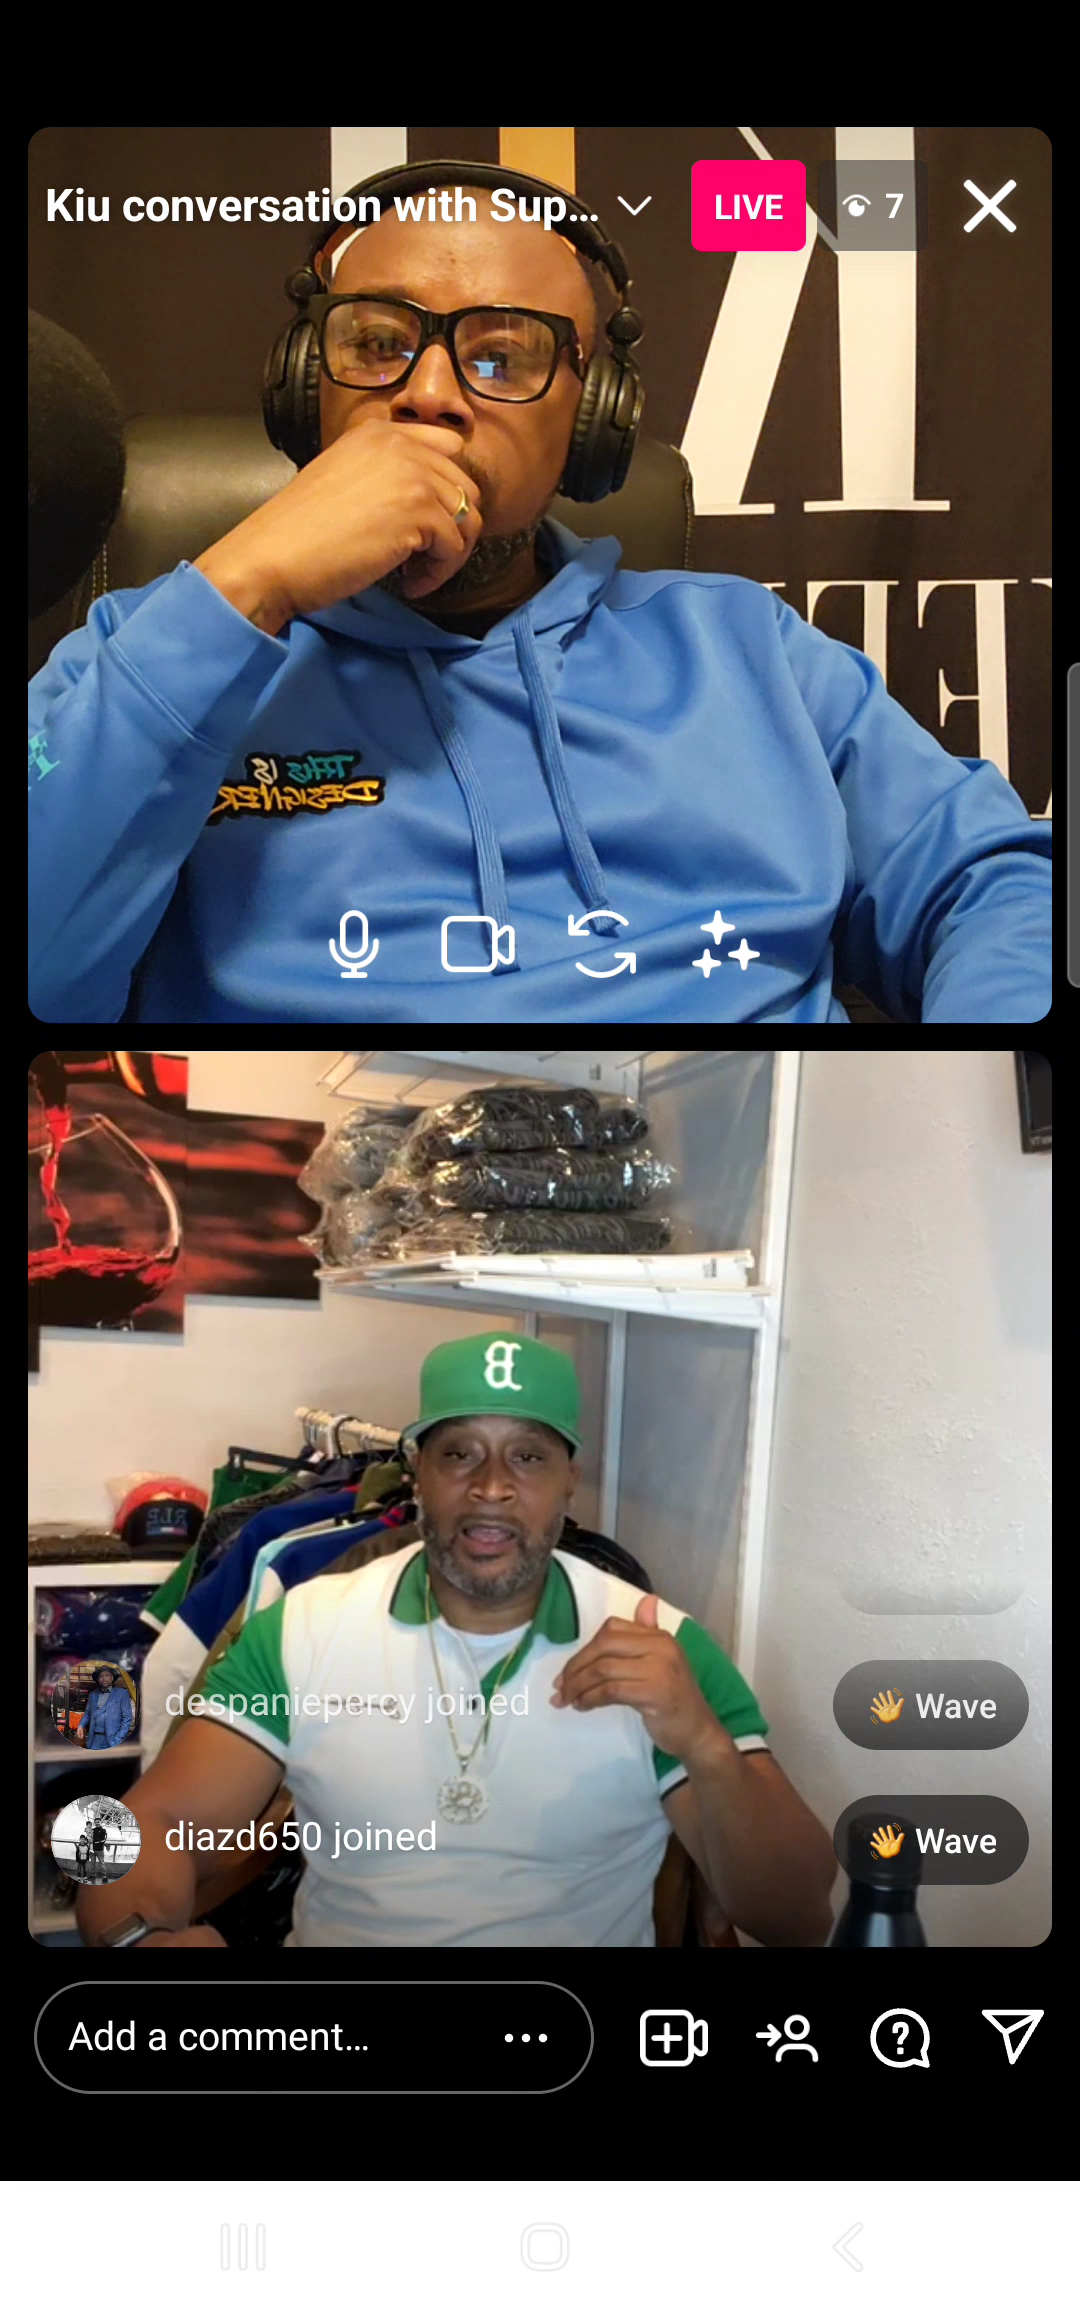 Kiu conversation with Sup...
LIVE
7
K
THIS IS
DESIGNER
B
despaniepercy joined
Wave
diazd650 joined
Wave
Add a comment...